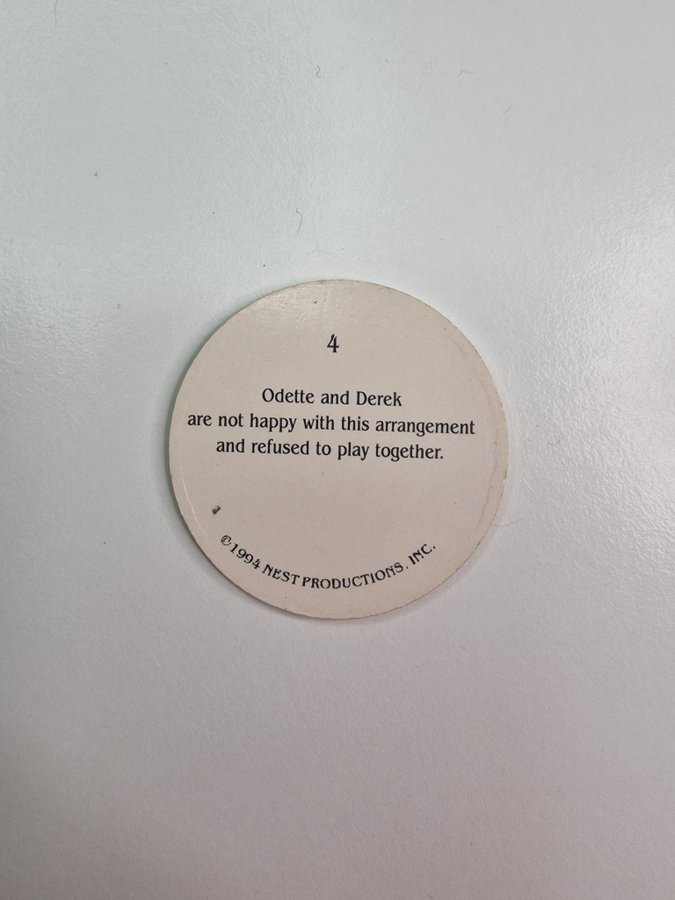 4
Odette and Derek
are not happy with this arrangement
and refused to play together.
©1994 NEST PRODUCTIONS, INC.